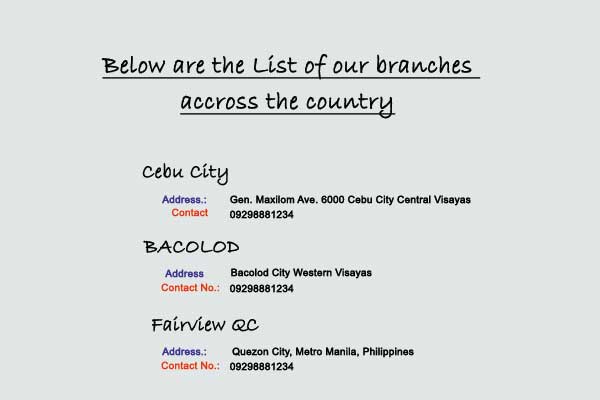 Below are the List of our branches
accross the country
Cebu City
Address.: Gen. Maxilom Ave. 6000 Cebu City Central Visayas
Contact 09298881234
BACOLOD
Address Bacolod City Western Visayas
Contact No.: 09298881234
Fairview QC
Address.: Quezon City, Metro Manila, Philippines
Contact No.: 09298881234